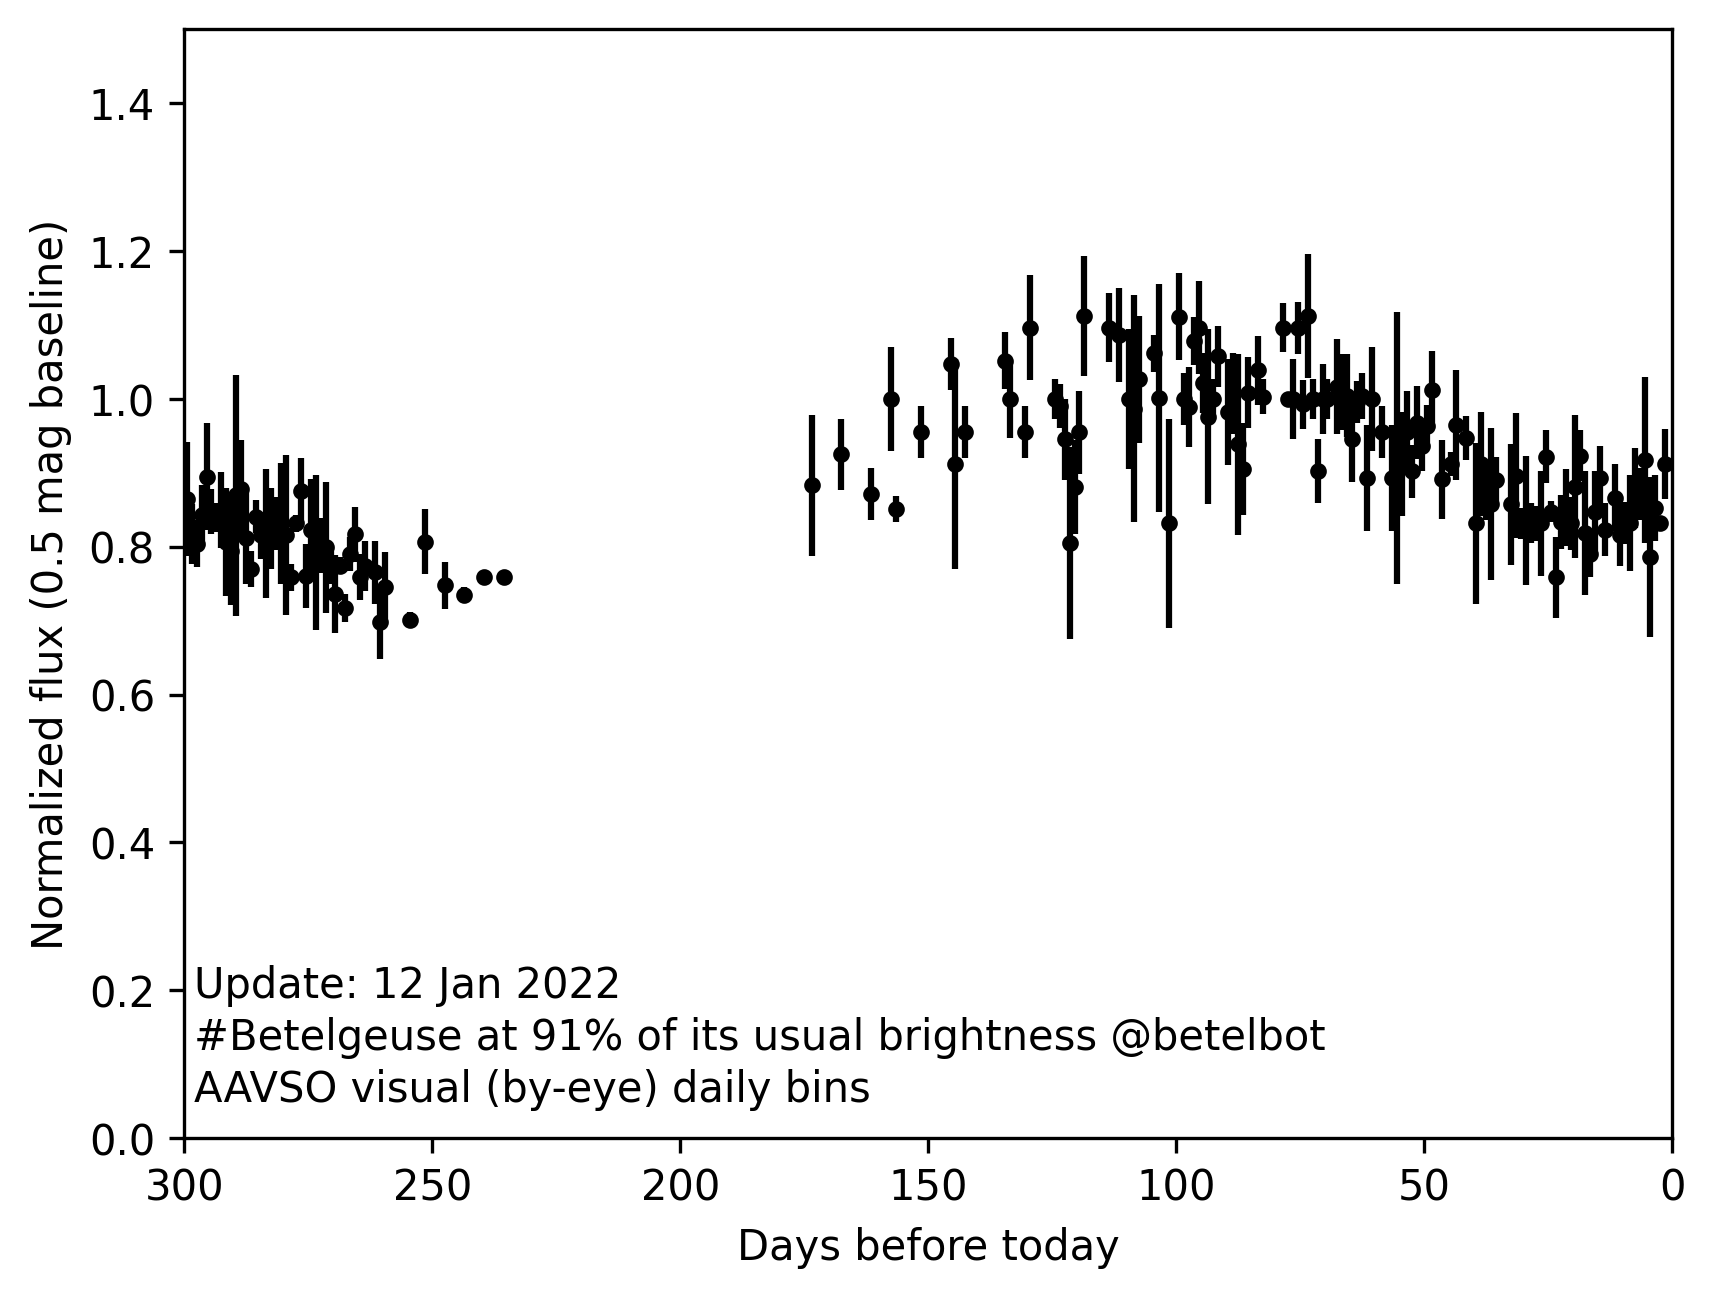 1.4
1.2
1.0
0.8
0.6
0.4
0.2
0.0
Normalized flux (0.5 mag baseline)
Update: 12 Jan 2022
#Betelgeuse at 91% of its usual brightness @betelbot
AAVSO visual (by-eye) daily bins
300 250 200 150 100 50 0
Days before today